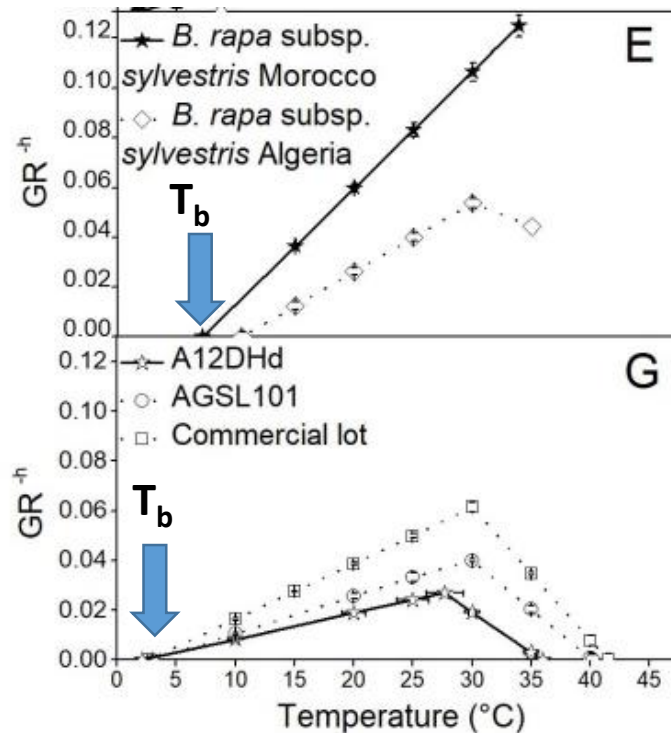 E
B. rapa subsp.
sylvestris Morocco
B. rapa subsp.
sylvestris Algeria
GR -h
0.12
0.08
0.06
0.04
0.02
0.00
Tb
G
A12DHd
AGSL101
Commercial lot
GR -h
0.12
0.10
0.08
0.06
0.04
0.02
0.00
Tb
0 5 10 15 20 25 30 35 40 45
Temperature (°C)